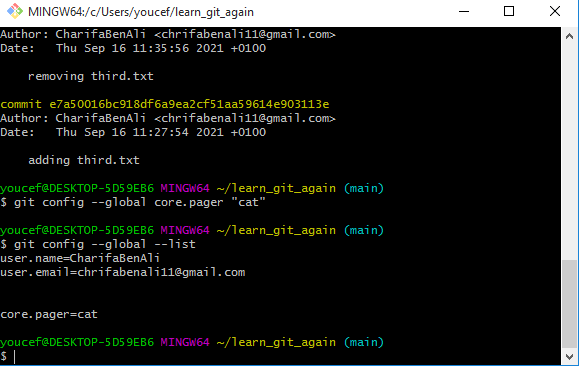 MINGW64:/c/Users/youcef/learn_git_again
Author: CharifaBenAli <chrifabenali11@gmail.com>
Date:   Thu Sep 16 11:35:56 2021 +0100
    removing third.txt
commit e7a50016bc918df6a9ea2cf51aa59614e903113e
Author: CharifaBenAli <chrifabenali11@gmail.com>
Date:   Thu Sep 16 11:27:54 2021 +0100
    adding third.txt
youcef@DESKTOP-5D59EB6 MINGW64 ~/learn_git_again (main)
$ git config --global core.pager "cat"
youcef@DESKTOP-5D59EB6 MINGW64 ~/learn_git_again (main)
$ git config --global --list
user.name=CharifaBenAli
user.email=chrifabenali11@gmail.com
core.pager=cat
youcef@DESKTOP-5D59EB6 MINGW64 ~/learn_git_again (main)
$